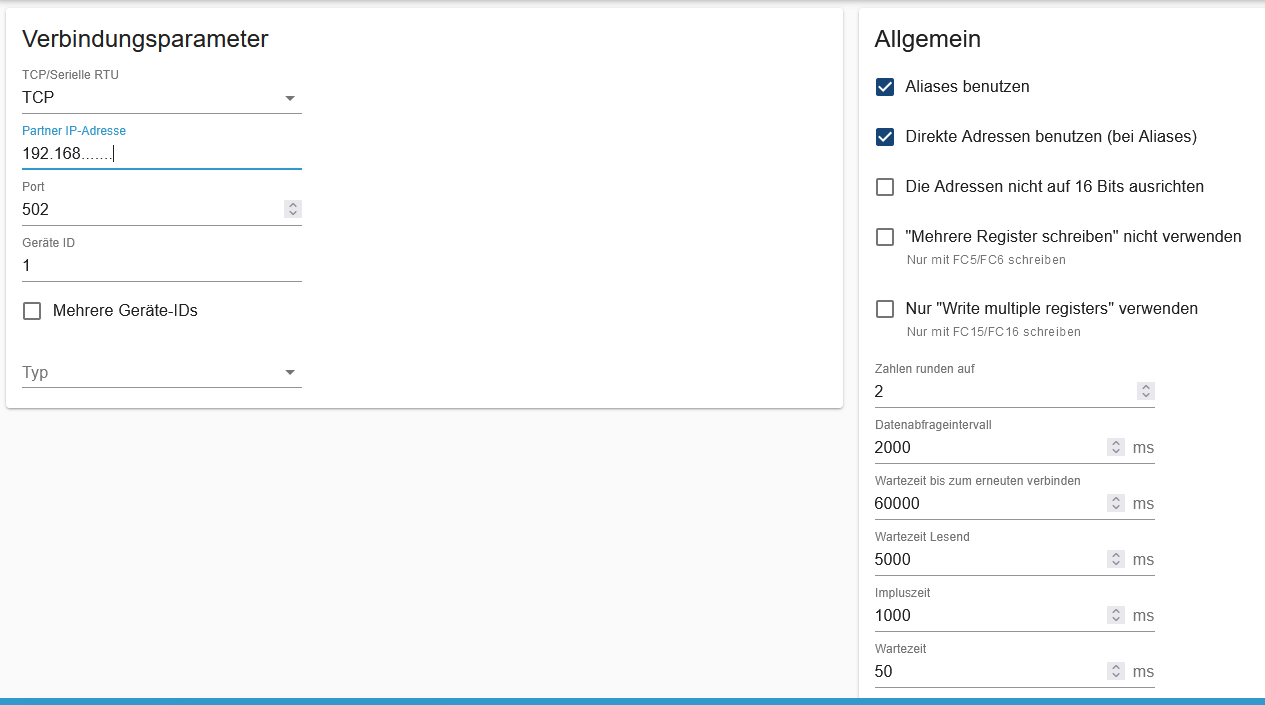 Verbindungsparameter
TCP/Serielle RTU
TCP
Partner IP-Adresse
192.168.......
Port
502
Geräte ID
1
Mehrere Geräte-IDs
Typ
Allgemein
Aliases benutzen
Direkte Adressen benutzen (bei Aliases)
Die Adressen nicht auf 16 Bits ausrichten
"Mehrere Register schreiben" nicht verwenden
Nur mit FC5/FC6 schreiben
Nur "Write multiple registers" verwenden
Nur mit FC15/FC16 schreiben
Zahlen runden auf
2
Datenabfrageintervall
2000 ms
Wartezeit bis zum erneuten verbinden
60000 ms
Wartezeit Lesend
5000 ms
Impluszeit
1000 ms
Wartezeit
50 ms